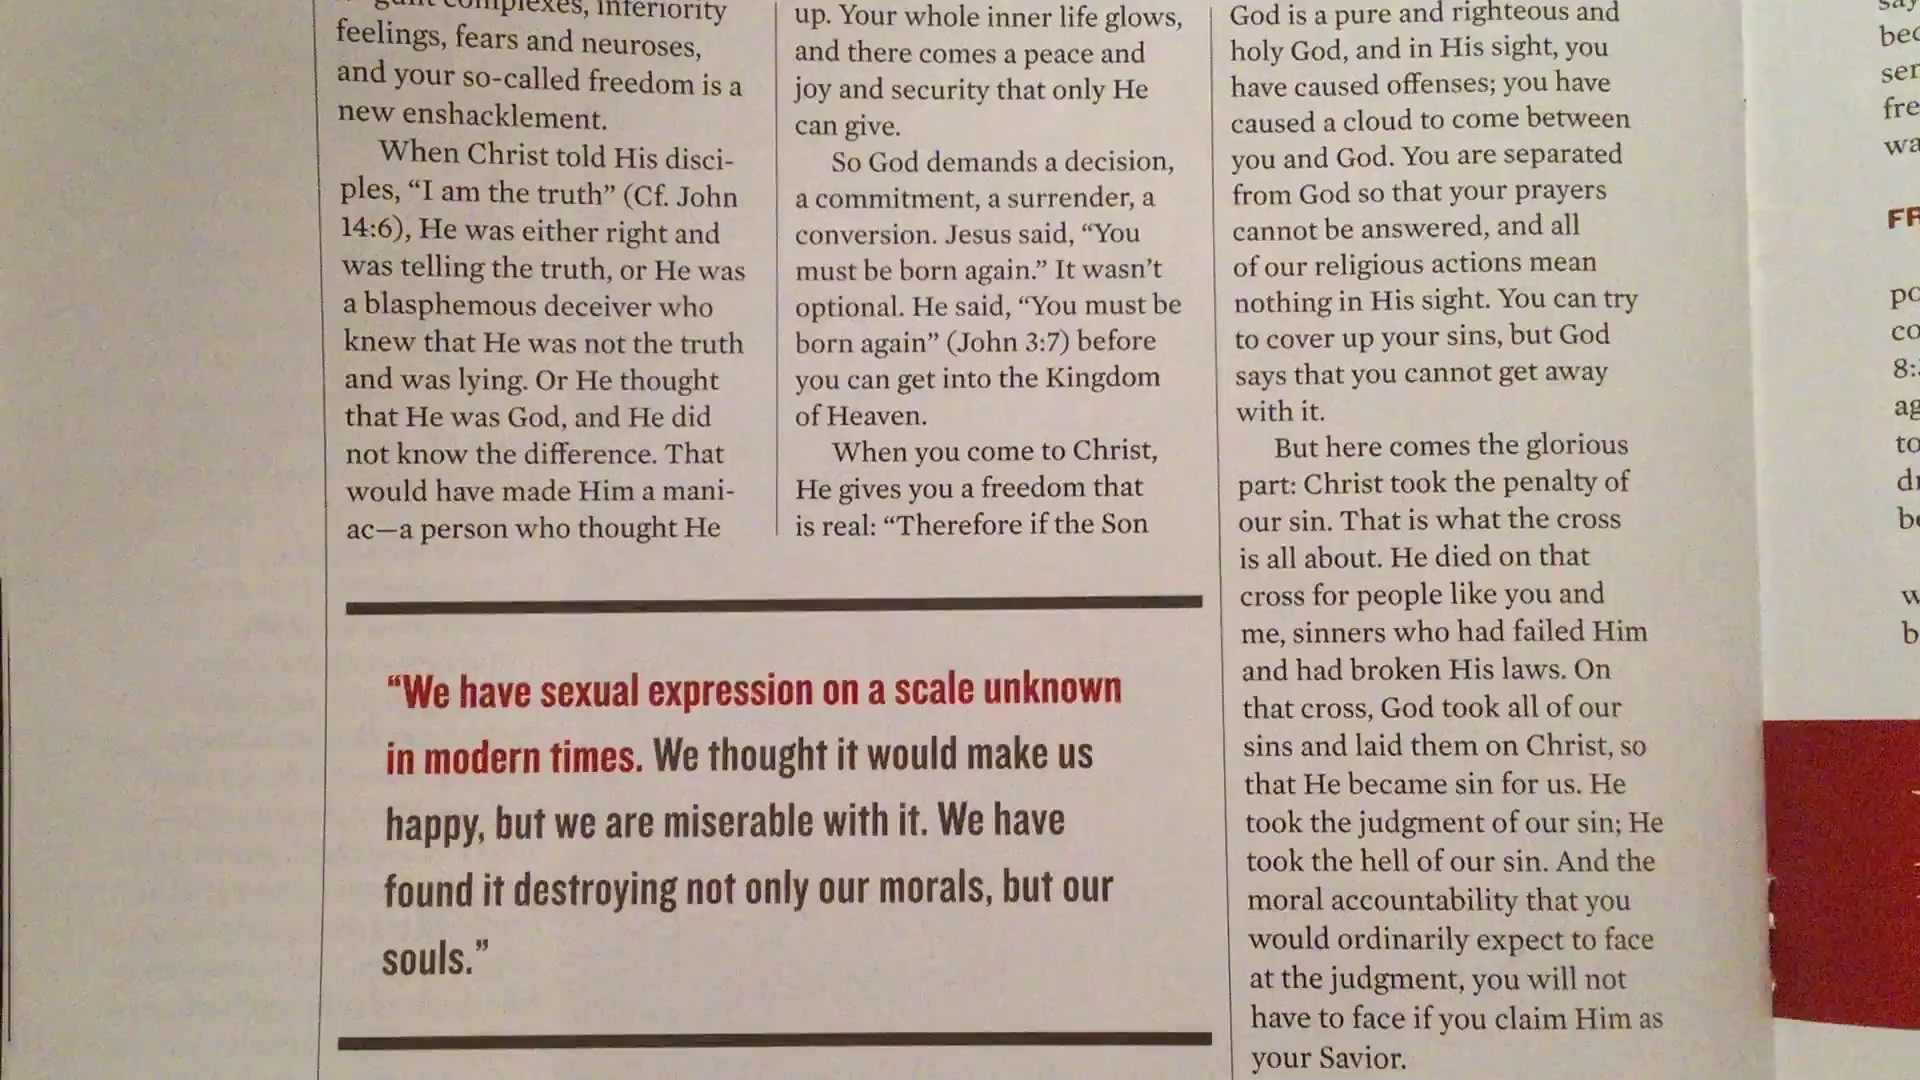 complexes, inferiority
feelings, fears and neuroses,
and your so-called freedom is a
new enshacklement.
When Christ told His disci-
ples, “I am the truth” (Cf. John
14:6), He was either right and
was telling the truth, or He was
a blasphemous deceiver who
knew that He was not the truth
and was lying. Or He thought
that He was God, and He did
not know the difference. That
would have made Him a mani-
ac—a person who thought He
up. Your whole inner life glows,
and there comes a peace and
joy and security that only He
can give.
So God demands a decision,
a commitment, a surrender, a
conversion. Jesus said, “You
must be born again.” It wasn’t
optional. He said, “You must be
born again” (John 3:7) before
you can get into the Kingdom
of Heaven.
When you come to Christ,
He gives you a freedom that
is real: “Therefore if the Son
“We have sexual expression on a scale unknown
in modern times. We thought it would make us
happy, but we are miserable with it. We have
found it destroying not only our morals, but our
souls.”
God is a pure and righteous and
holy God, and in His sight, you
have caused offenses; you have
caused a cloud to come between
you and God. You are separated
from God so that your prayers
cannot be answered, and all
of our religious actions mean
nothing in His sight. You can try
to cover up your sins, but God
says that you cannot get away
with it.
But here comes the glorious
part: Christ took the penalty of
our sin. That is what the cross
is all about. He died on that
cross for people like you and
me, sinners who had failed Him
and had broken His laws. On
that cross, God took all of our
sins and laid them on Christ, so
that He became sin for us. He
took the judgment of our sin; He
took the hell of our sin. And the
moral accountability that you
would ordinarily expect to face
at the judgment, you will not
have to face if you claim Him as
your Savior.